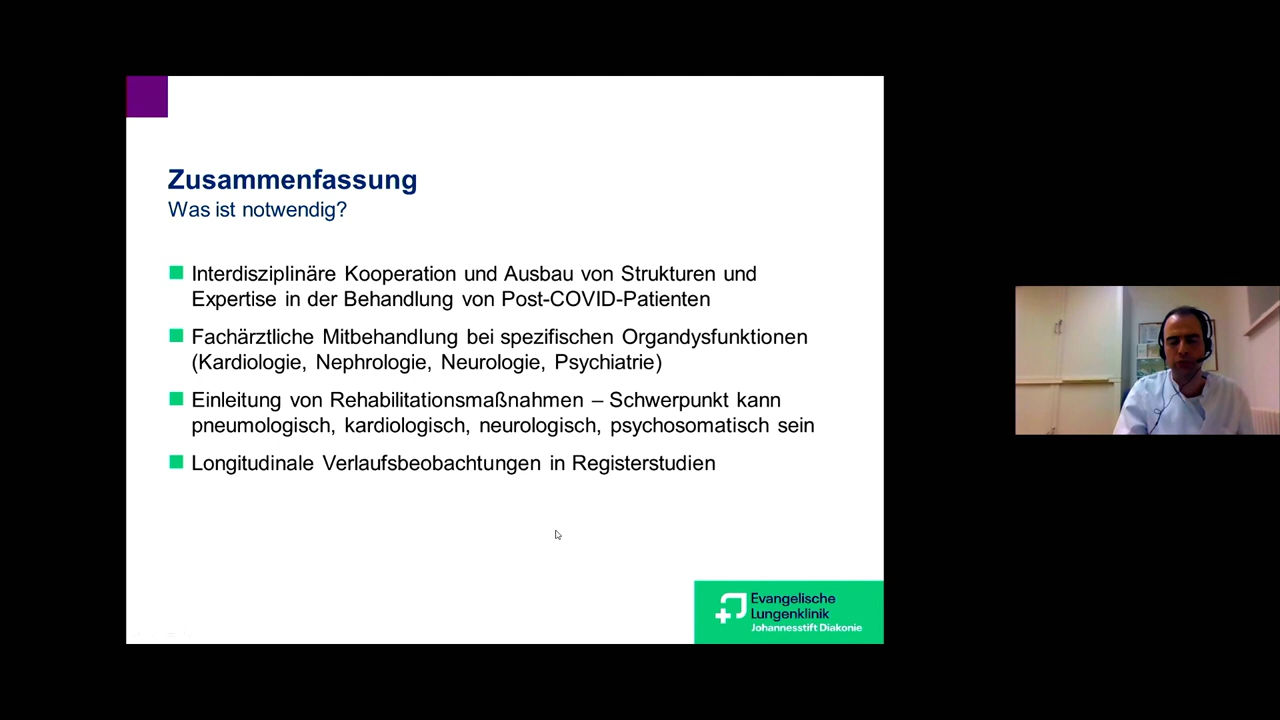 Zusammenfassung
Was ist notwendig?
Interdisziplinäre Kooperation und Ausbau von Strukturen und
Expertise in der Behandlung von Post-COVID-Patienten
Fachärztliche Mitbehandlung bei spezifischen Organdysfunktionen
(Kardiologie, Nephrologie, Neurologie, Psychiatrie)
Einleitung von Rehabilitationsmaßnahmen – Schwerpunkt kann
pneumologisch, kardiologisch, neurologisch, psychosomatisch sein
Longitudinale Verlaufsbeobachtungen in Registerstudien
Evangelische
Lungenklinik
Johannesstift Diakonie